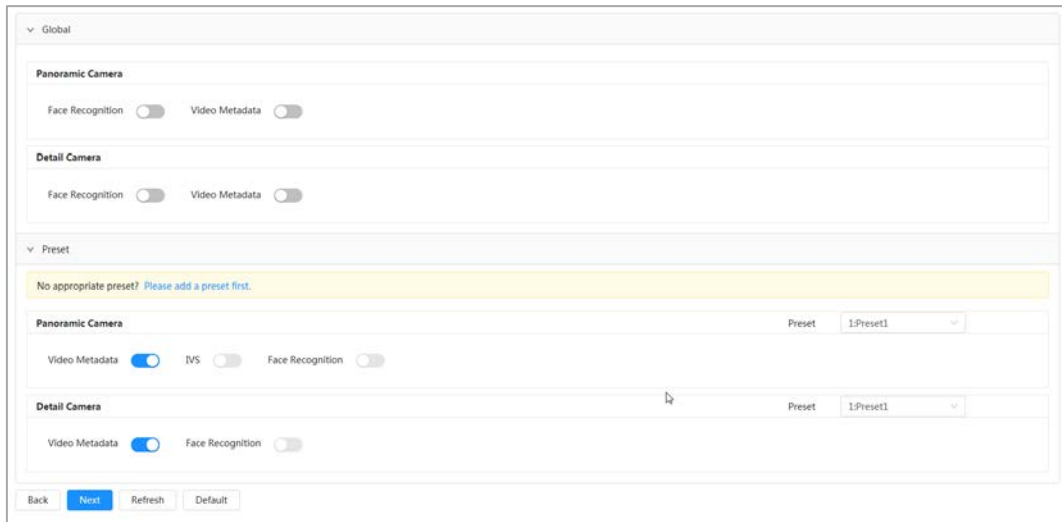 Global
Panoramic Camera
Face Recognition Video Metadata
Detail Camera
Face Recognition Video Metadata
Preset
No appropriate preset? Please add a preset first.
Panoramic Camera Preset 1:Preset1
Video Metadata IVS Face Recognition
Detail Camera Preset 1:Preset1
Video Metadata Face Recognition
Back Next Refresh Default